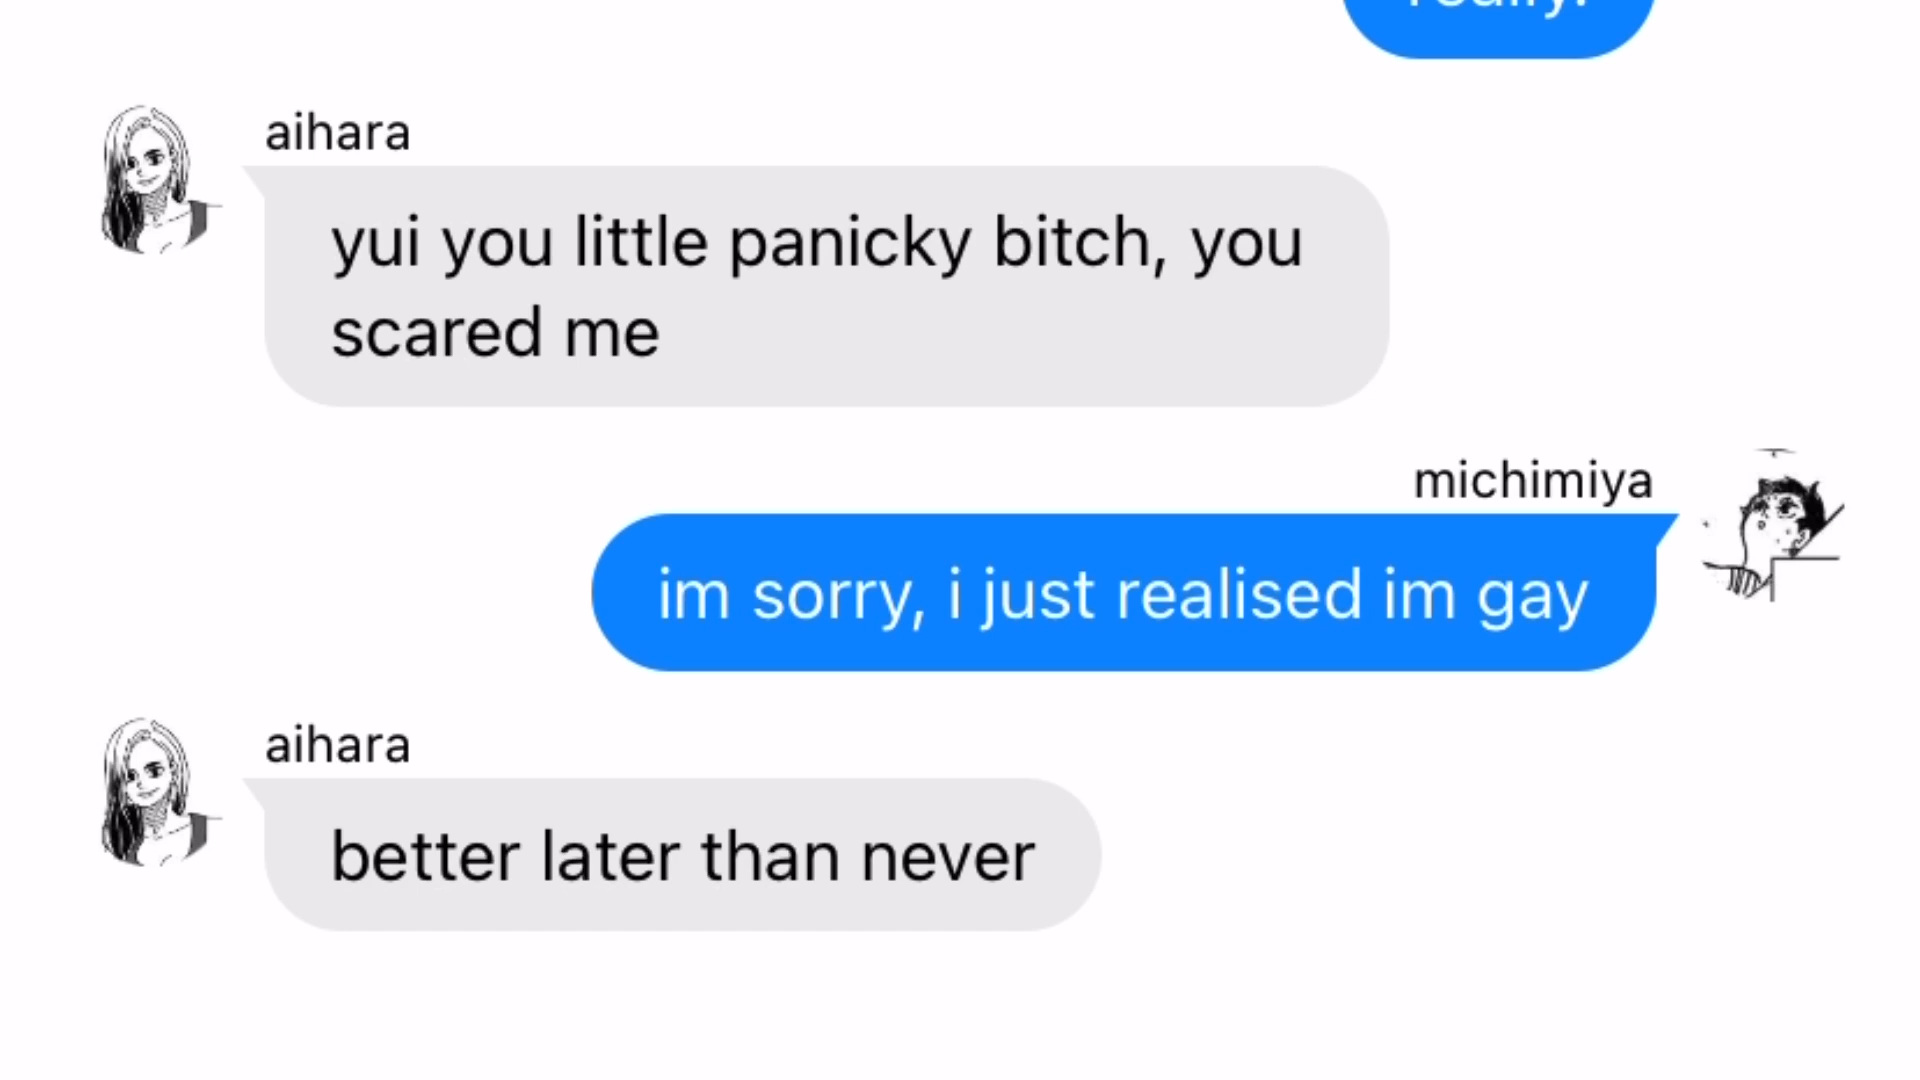 really?
aihara
yui you little panicky bitch, you
scared me
michimiya
im sorry, i just realised im gay
aihara
better later than never